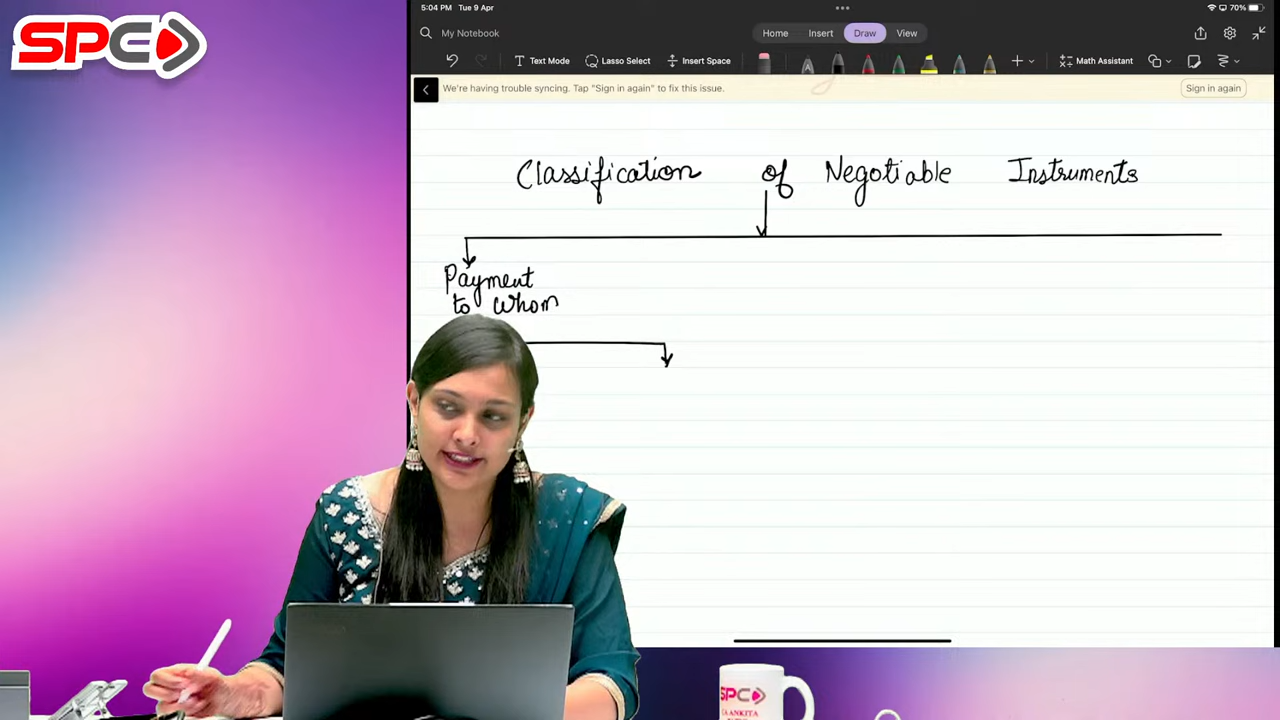 SPC
5:04 PM Tue 9 Apr
70%
My Notebook
Home Insert Draw View
Text Mode Lasso Select Insert Space Math Assistant
We're having trouble syncing. Tap "Sign in again" to fix this issue. Sign in again
Classification of Negotiable Instruments
Payment
to whom
SPC
ANKITA